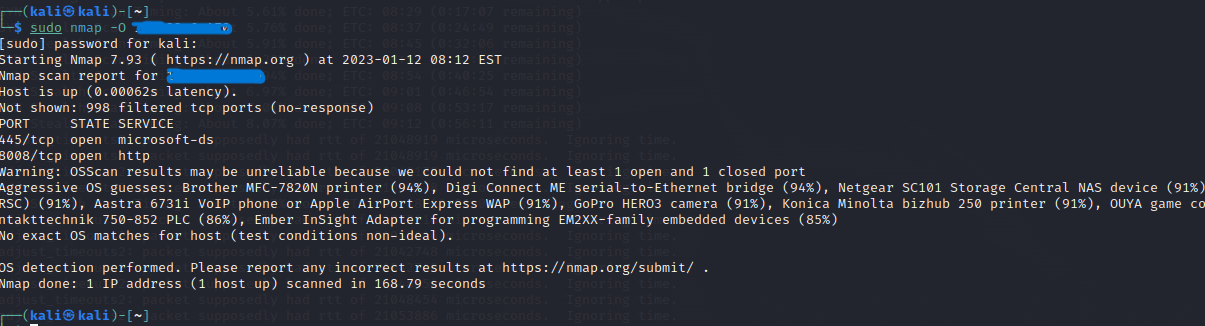 ┌──(kali㉿kali)-[~]
└─$ sudo nmap -O
[sudo] password for kali:
Starting Nmap 7.93 ( https://nmap.org ) at 2023-01-12 08:12 EST
Nmap scan report for
Host is up (0.00062s latency).
Not shown: 998 filtered tcp ports (no-response)
PORT     STATE SERVICE
445/tcp  open  microsoft-ds
8008/tcp open  http
Warning: OSScan results may be unreliable because we could not find at least 1 open and 1 closed port
Aggressive OS guesses: Brother MFC-7820N printer (94%), Digi Connect ME serial-to-Ethernet bridge (94%), Netgear SC101 Storage Central NAS device (91%)
RSC) (91%), Aastra 6731i VoIP phone or Apple AirPort Express WAP (91%), GoPro HERO3 camera (91%), Konica Minolta bizhub 250 printer (91%), OUYA game co
ntakttechnik 750-852 PLC (86%), Ember InSight Adapter for programming EM2XX-family embedded devices (85%)
No exact OS matches for host (test conditions non-ideal).
OS detection performed. Please report any incorrect results at https://nmap.org/submit/ .
Nmap done: 1 IP address (1 host up) scanned in 168.79 seconds
┌──(kali㉿kali)-[~]